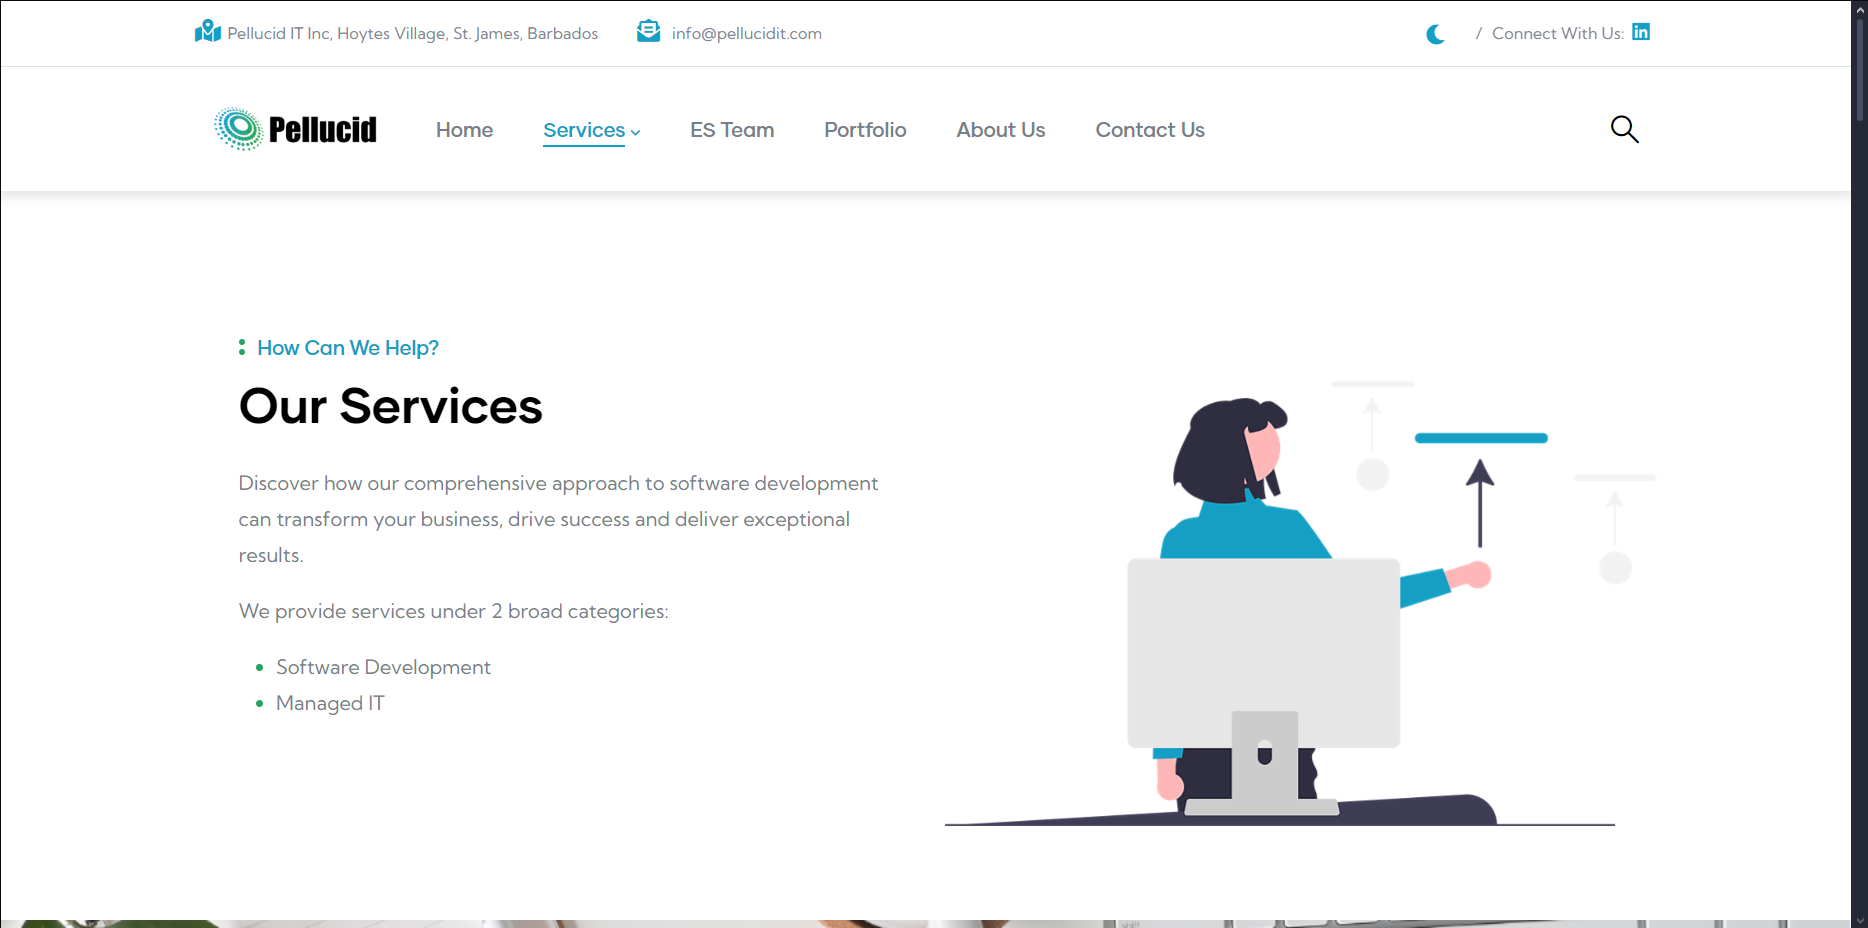 Pellucid IT Inc, Hoytes Village, St. James, Barbados
info@pellucidit.com
/ Connect With Us:
Pellucid
Home
Services
ES Team
Portfolio
About Us
Contact Us
How Can We Help?
Our Services
Discover how our comprehensive approach to software development
can transform your business, drive success and deliver exceptional
results.
We provide services under 2 broad categories:
Software Development
Managed IT